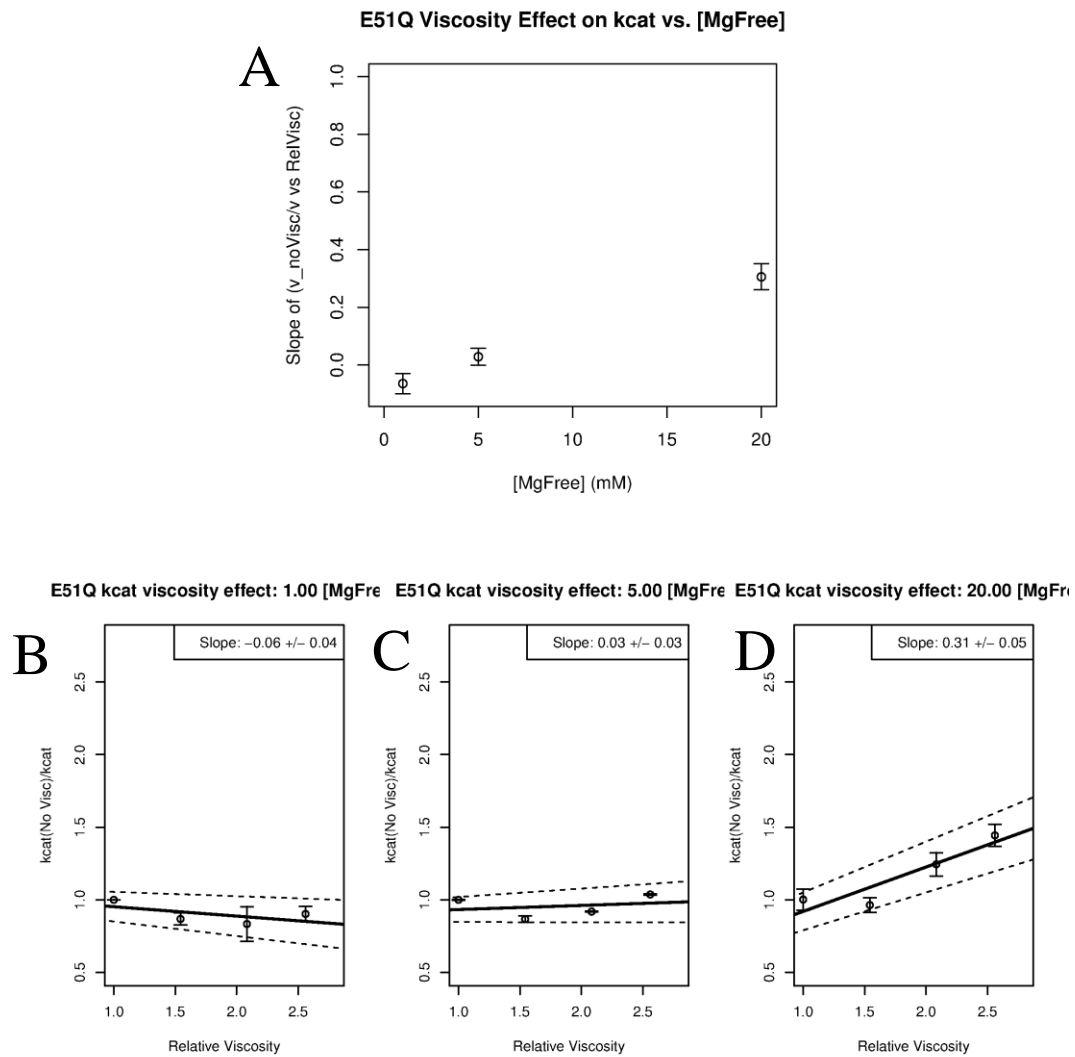 E51Q Viscosity Effect on kcat vs. [MgFree]
A
Slope of (v_noVisc/v vs RelVisc)
1.0
0.8
0.6
0.4
0.2
0.0
0 5 10 15 20
[MgFree] (mM)
E51Q kcat viscosity effect: 1.00 [MgFre
B
Slope: −0.06 +/− 0.04
kcat(No Visc)/kcat
2.5
2.0
1.5
1.0
0.5
1.0 1.5 2.0 2.5
Relative Viscosity
E51Q kcat viscosity effect: 5.00 [MgFre
C
Slope: 0.03 +/− 0.03
kcat(No Visc)/kcat
2.5
2.0
1.5
1.0
0.5
1.0 1.5 2.0 2.5
Relative Viscosity
E51Q kcat viscosity effect: 20.00 [MgFre
D
Slope: 0.31 +/− 0.05
kcat(No Visc)/kcat
2.5
2.0
1.5
1.0
0.5
1.0 1.5 2.0 2.5
Relative Viscosity